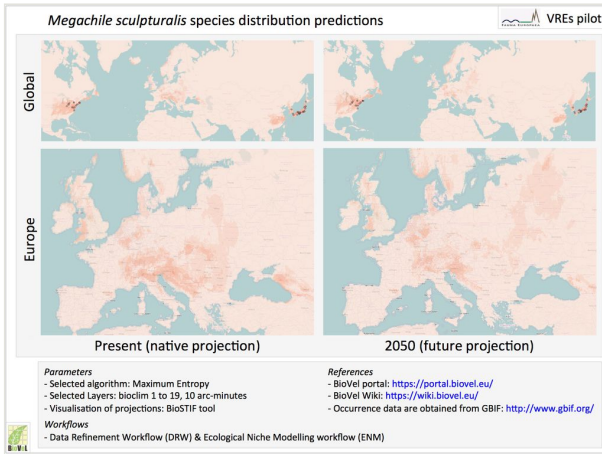 Megachile sculpturalis species distribution predictions
FAUNA EUROPAEA
VREs pilot
Global
Europe
Present (native projection)
2050 (future projection)
Parameters
- Selected algorithm: Maximum Entropy
- Selected Layers: bioclim 1 to 19, 10 arc-minutes
- Visualisation of projections: BioSTIF tool
Workflows
- Data Refinement Workflow (DRW) & Ecological Niche Modelling workflow (ENM)
References
- BioVel portal: https://portal.biovel.eu/
- BioVel Wiki: https://wiki.biovel.eu/
- Occurrence data are obtained from GBIF: http://www.gbif.org/
BioVeL